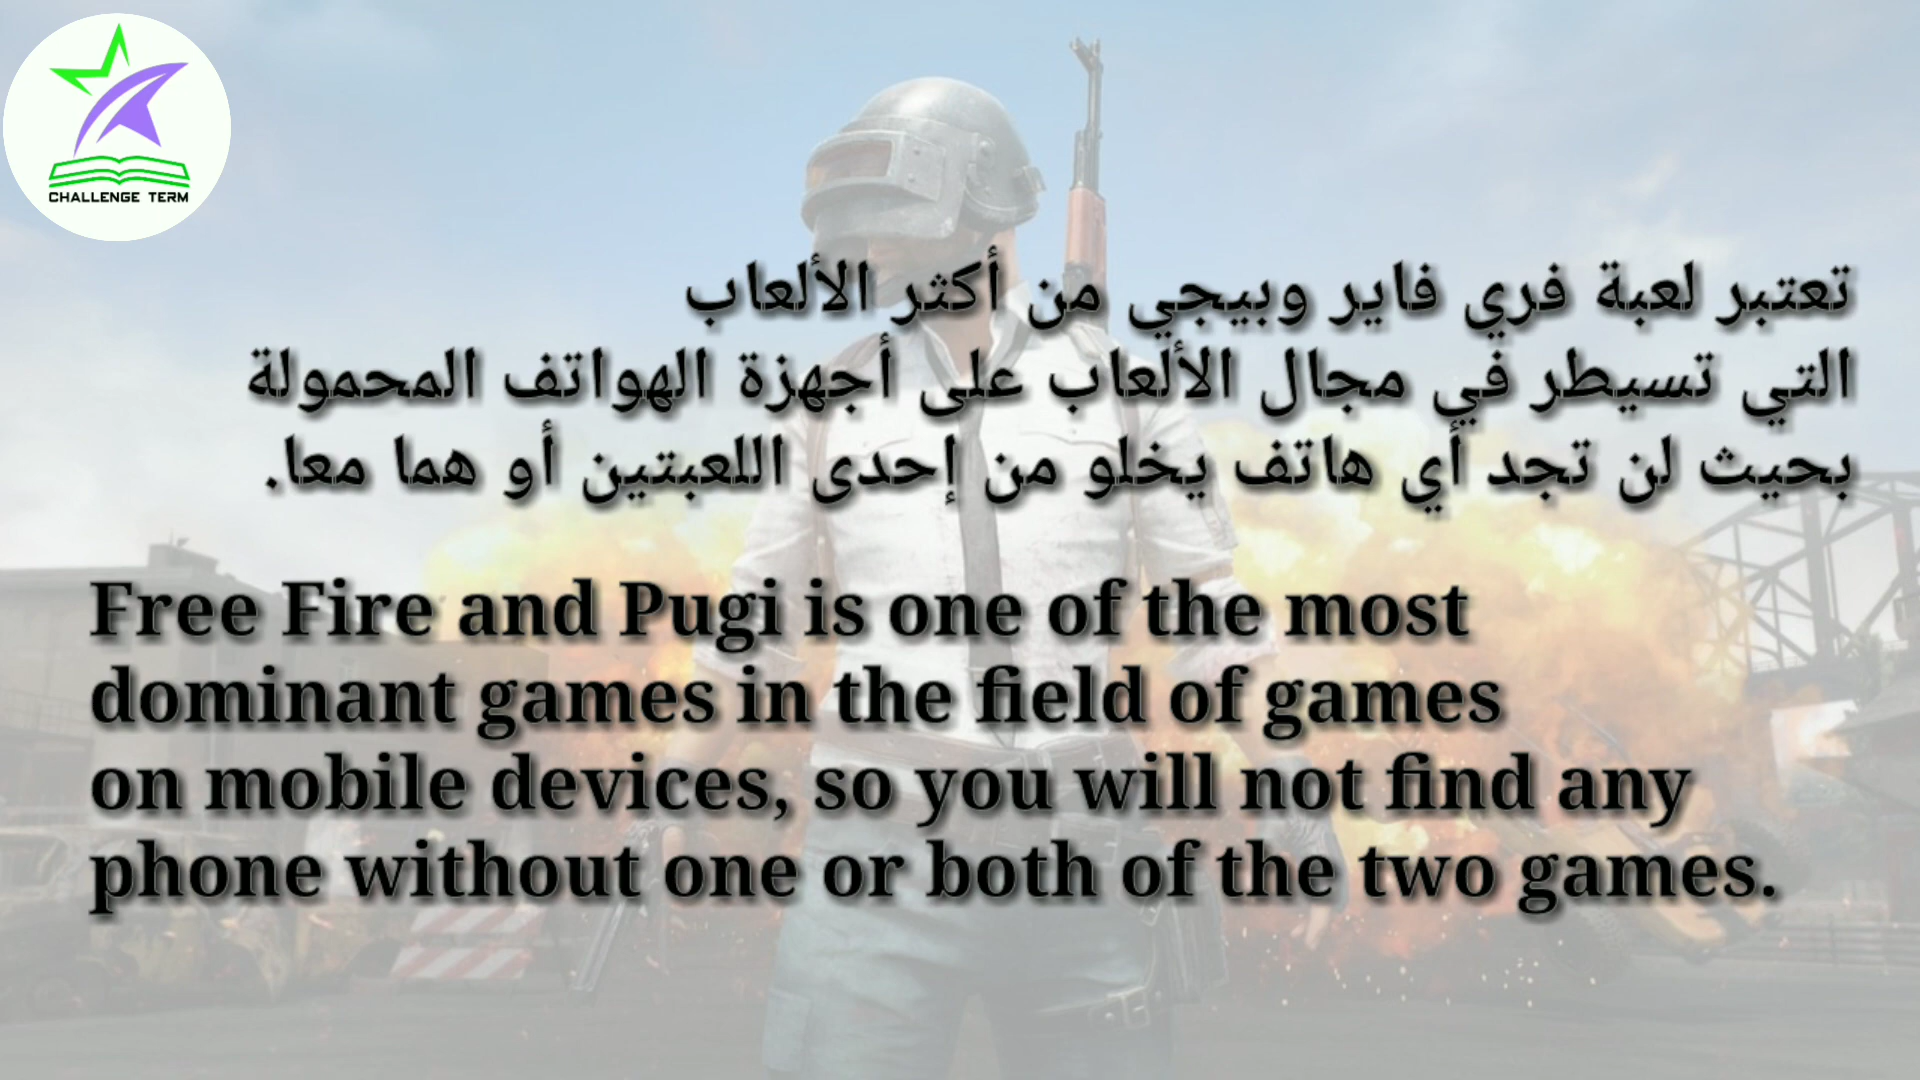 CHALLENGE TERM
تعتبر لعبة فري فاير وبيجي من أكثر الألعاب
التي تسيطر في مجال الألعاب على أجهزة الهواتف المحمولة
بحيث لن تجد أي هاتف يخلو من إحدى اللعبتين أو هما معا.
Free Fire and Pugi is one of the most
dominant games in the field of games
on mobile devices, so you will not find any
phone without one or both of the two games.